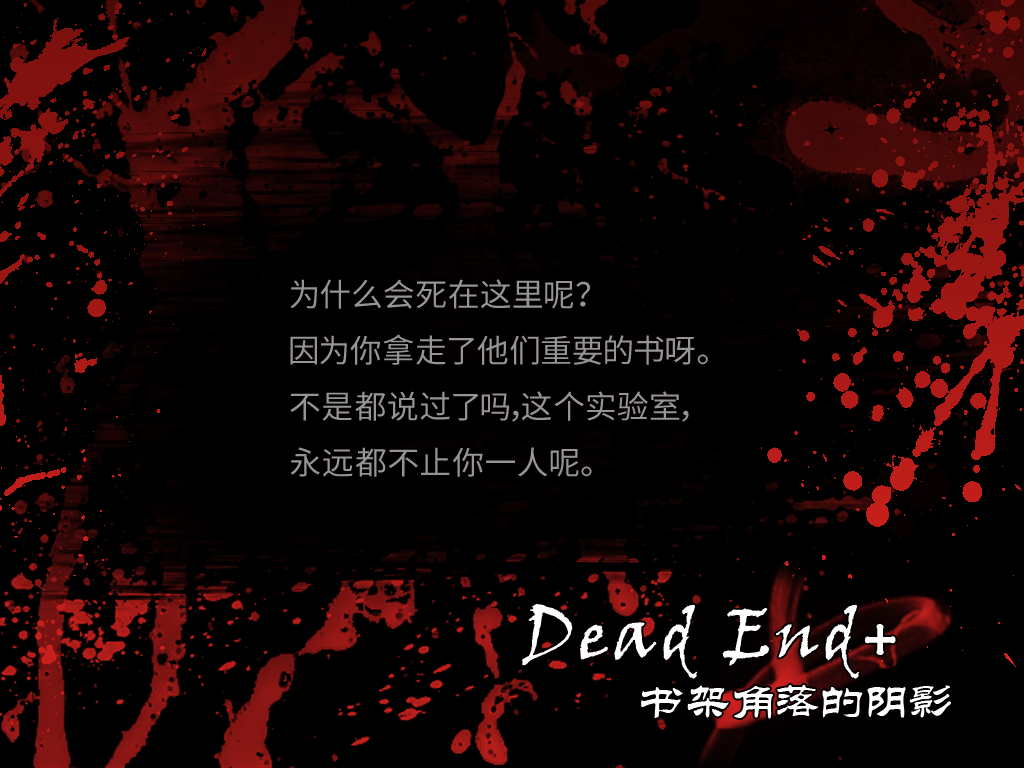 为什么会死在这里呢?
因为你拿走了他们重要的书呀。
不是都说过了吗,这个实验室,
永远都不止你一人呢。
Dead End+
书架角落的阴影